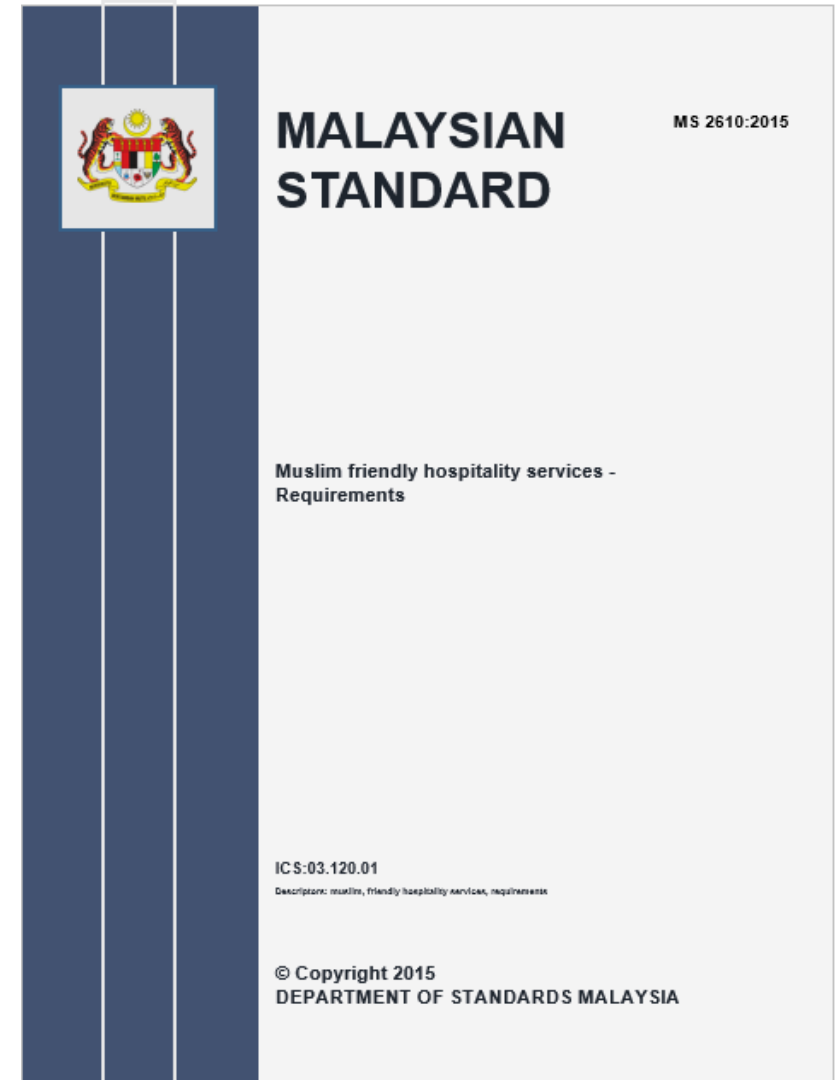 MALAYSIAN
STANDARD
MS 2610:2015
Muslim friendly hospitality services -
Requirements
ICS:03.120.01
Descriptors: muslim, friendly hospitality services, requirements
© Copyright 2015
DEPARTMENT OF STANDARDS MALAYSIA